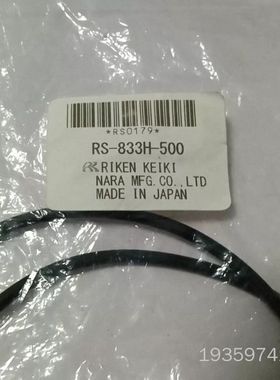 *RS0179*
RS-833H-500
RIKEN KEIKI
NARA MFG.CO.,LTD
MADE IN JAPAN
1935974